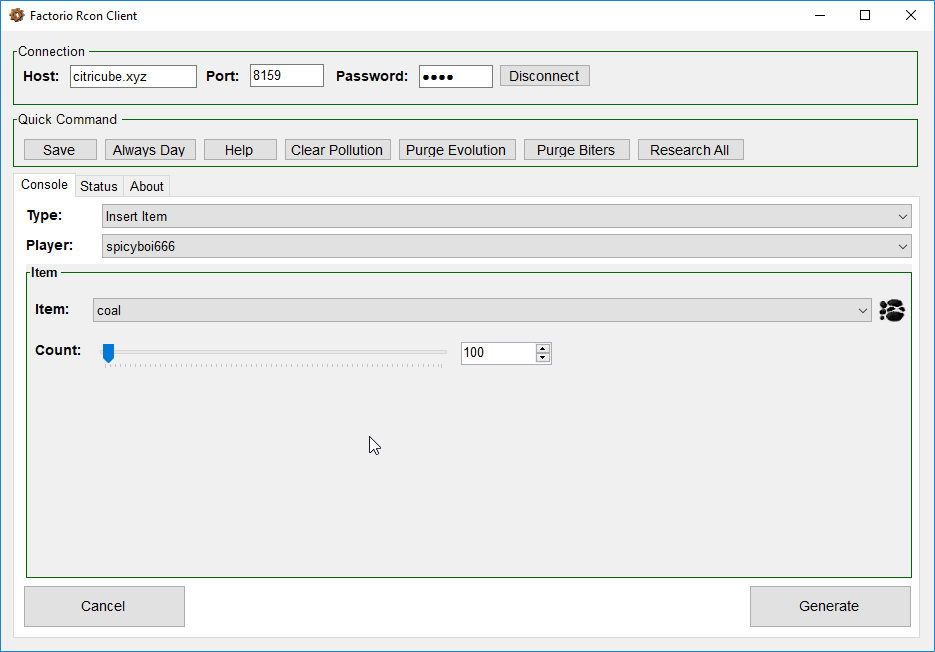 Factorio Rcon Client
Connection
Host: citricube.xyz Port: 8159 Password: ●●●● Disconnect
Quick Command
Save Always Day Help Clear Pollution Purge Evolution Purge Biters Research All
Console Status About
Type: Insert Item
Player: spicyboi666
Item
Item: coal
Count: 100
Cancel Generate